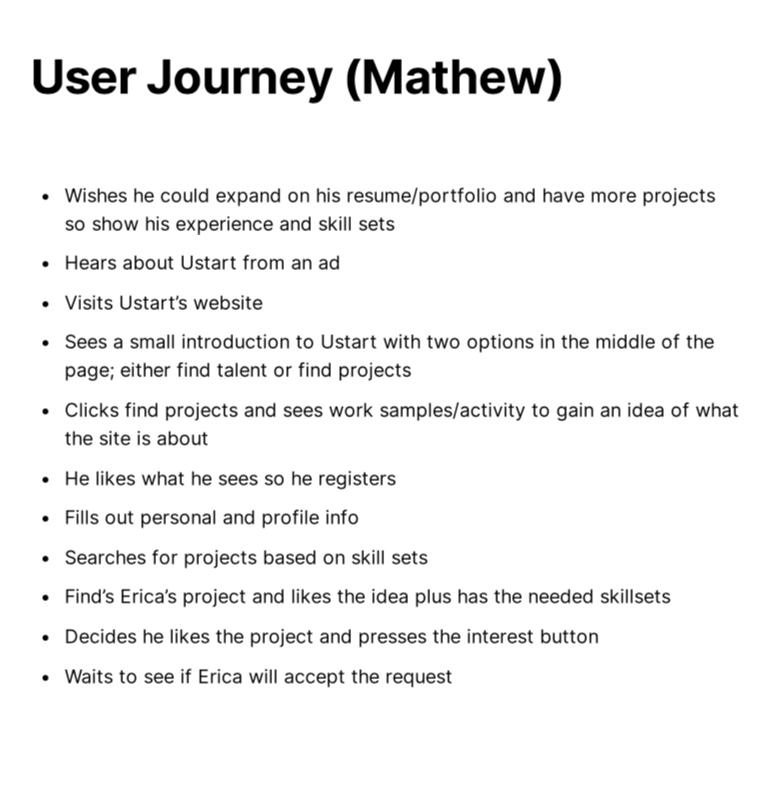 User Journey (Mathew)
• Wishes he could expand on his resume/portfolio and have more projects
so show his experience and skill sets
• Hears about Ustart from an ad
• Visits Ustart’s website
• Sees a small introduction to Ustart with two options in the middle of the
page; either find talent or find projects
• Clicks find projects and sees work samples/activity to gain an idea of what
the site is about
• He likes what he sees so he registers
• Fills out personal and profile info
• Searches for projects based on skill sets
• Find’s Erica’s project and likes the idea plus has the needed skillsets
• Decides he likes the project and presses the interest button
• Waits to see if Erica will accept the request